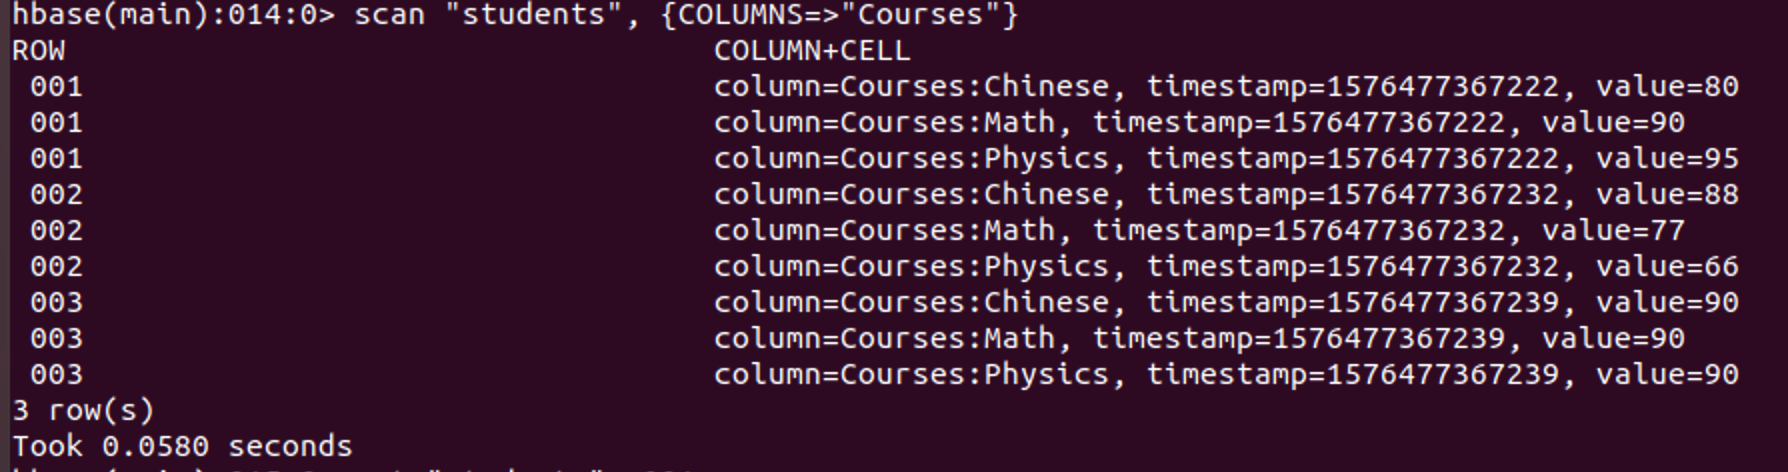 hbase(main):014:0> scan "students", {COLUMNS=>"Courses"}
ROW COLUMN+CELL
001 column=Courses:Chinese, timestamp=1576477367222, value=80
001 column=Courses:Math, timestamp=1576477367222, value=90
001 column=Courses:Physics, timestamp=1576477367222, value=95
002 column=Courses:Chinese, timestamp=1576477367232, value=88
002 column=Courses:Math, timestamp=1576477367232, value=77
002 column=Courses:Physics, timestamp=1576477367232, value=66
003 column=Courses:Chinese, timestamp=1576477367239, value=90
003 column=Courses:Math, timestamp=1576477367239, value=90
003 column=Courses:Physics, timestamp=1576477367239, value=90
3 row(s)
Took 0.0580 seconds